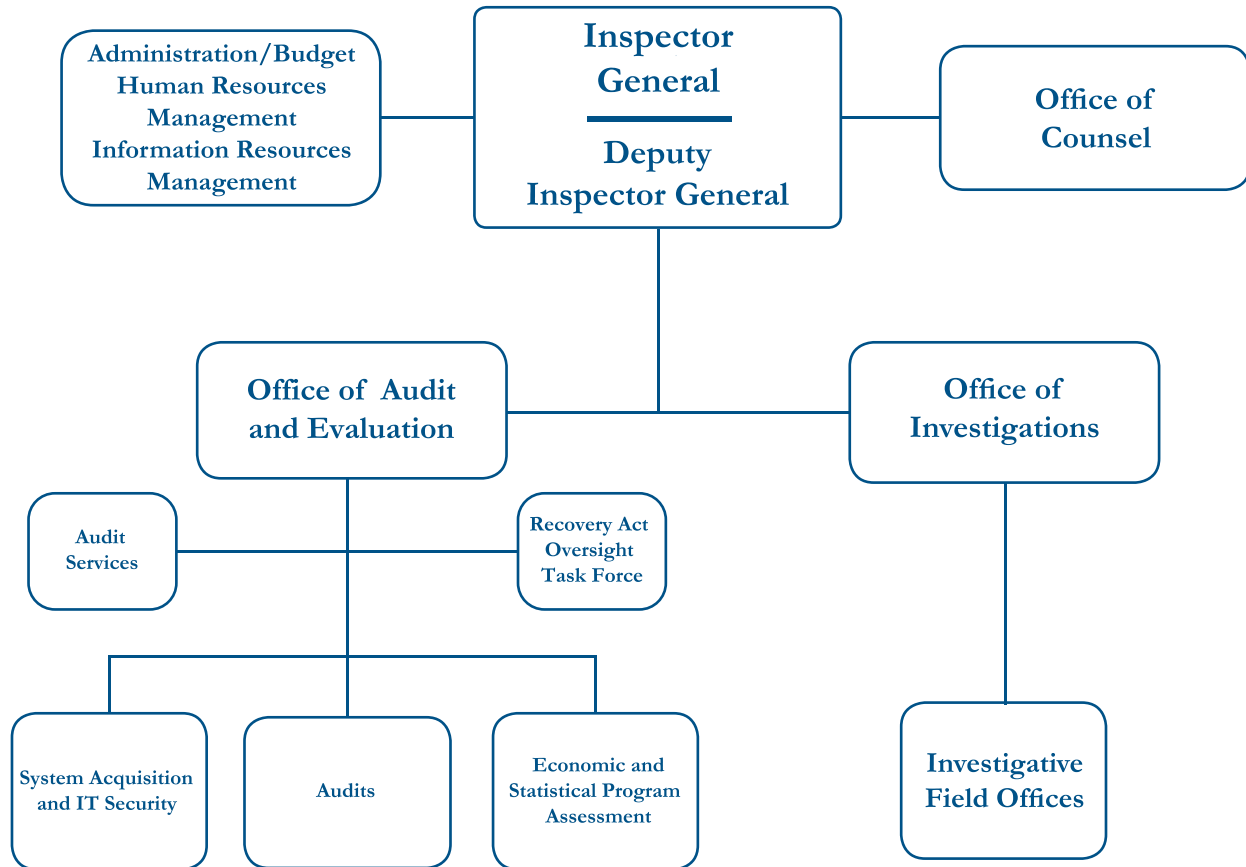 Administration/Budget
Human Resources
Management
Information Resources
Management
Inspector
General
Deputy
Inspector General
Office of
Counsel
Office of Audit
and Evaluation
Office of
Investigations
Audit
Services
Recovery Act
Oversight
Task Force
System Acquisition
and IT Security
Audits
Economic and
Statistical Program
Assessment
Investigative
Field Offices